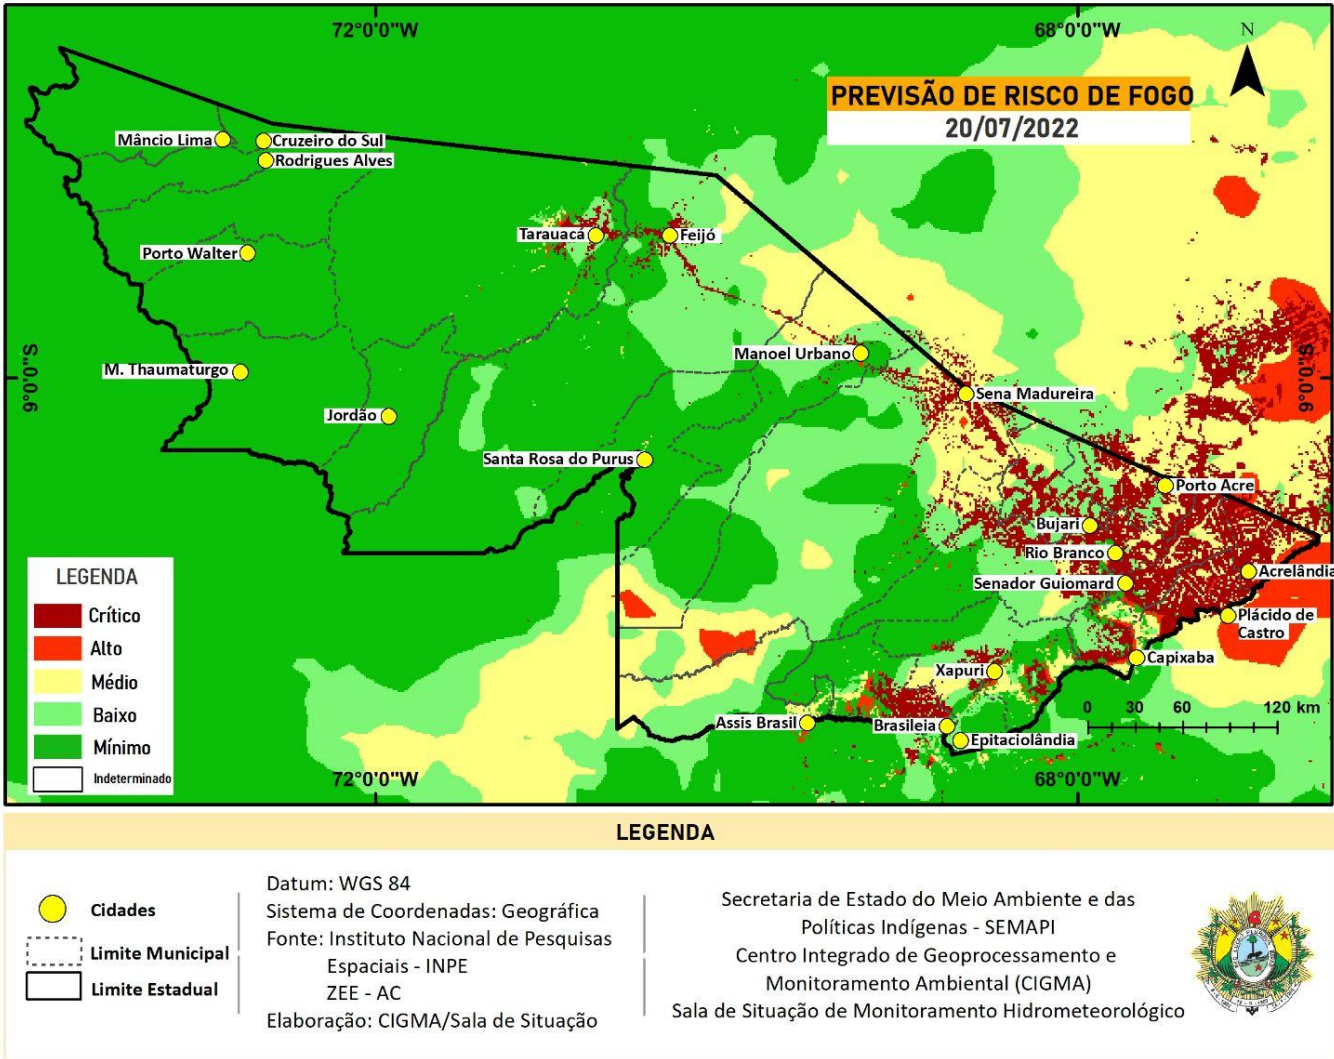 72°0'0"W
68°0'0"W
N
PREVISÃO DE RISCO DE FOGO
20/07/2022
Mâncio Lima
Cruzeiro do Sul
Rodrigues Alves
Porto Walter
Tarauacá
Feijó
Manoel Urbano
9°0'0"S
9°0'0"S
M. Thaumaturgo
Jordão
Sena Madureira
Santa Rosa do Purus
Porto Acre
Bujari
Rio Branco
Senador Guiomard
Acrelândia
Plácido de
Castro
Capixaba
Xapuri
Assis Brasil
Brasileia
Epitaciolândia
0 30 60 120 km
LEGENDA
Crítico
Alto
Médio
Baixo
Mínimo
Indeterminado
72°0'0"W
68°0'0"W
LEGENDA
Cidades
Limite Municipal
Limite Estadual
Datum: WGS 84
Sistema de Coordenadas: Geográfica
Fonte: Instituto Nacional de Pesquisas
Espaciais - INPE
ZEE - AC
Elaboração: CIGMA/Sala de Situação
Secretaria de Estado do Meio Ambiente e das
Políticas Indígenas - SEMAPI
Centro Integrado de Geoprocessamento e
Monitoramento Ambiental (CIGMA)
Sala de Situação de Monitoramento Hidrometeorológico